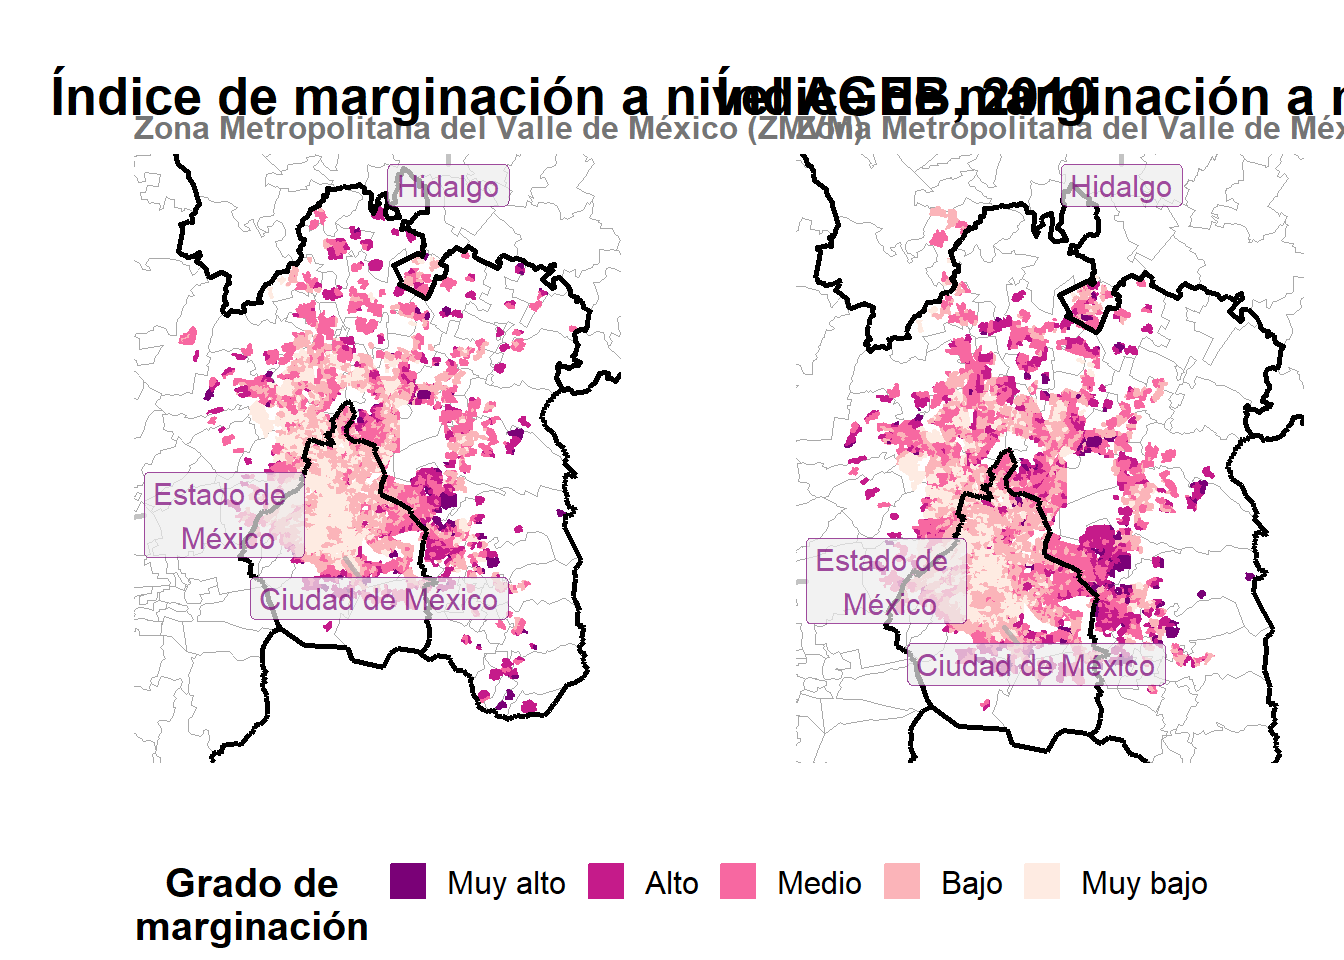 Índice de marginación a nivel AGEB, 2010
Índice de marginación a n
Zona Metropolitana del Valle de México (ZMVM)
Zona Metropolitana del Valle de Méx
Hidalgo
Estado de
México
Ciudad de México
Hidalgo
Estado de
México
Ciudad de México
Grado de
marginación
Muy alto
Alto
Medio
Bajo
Muy bajo